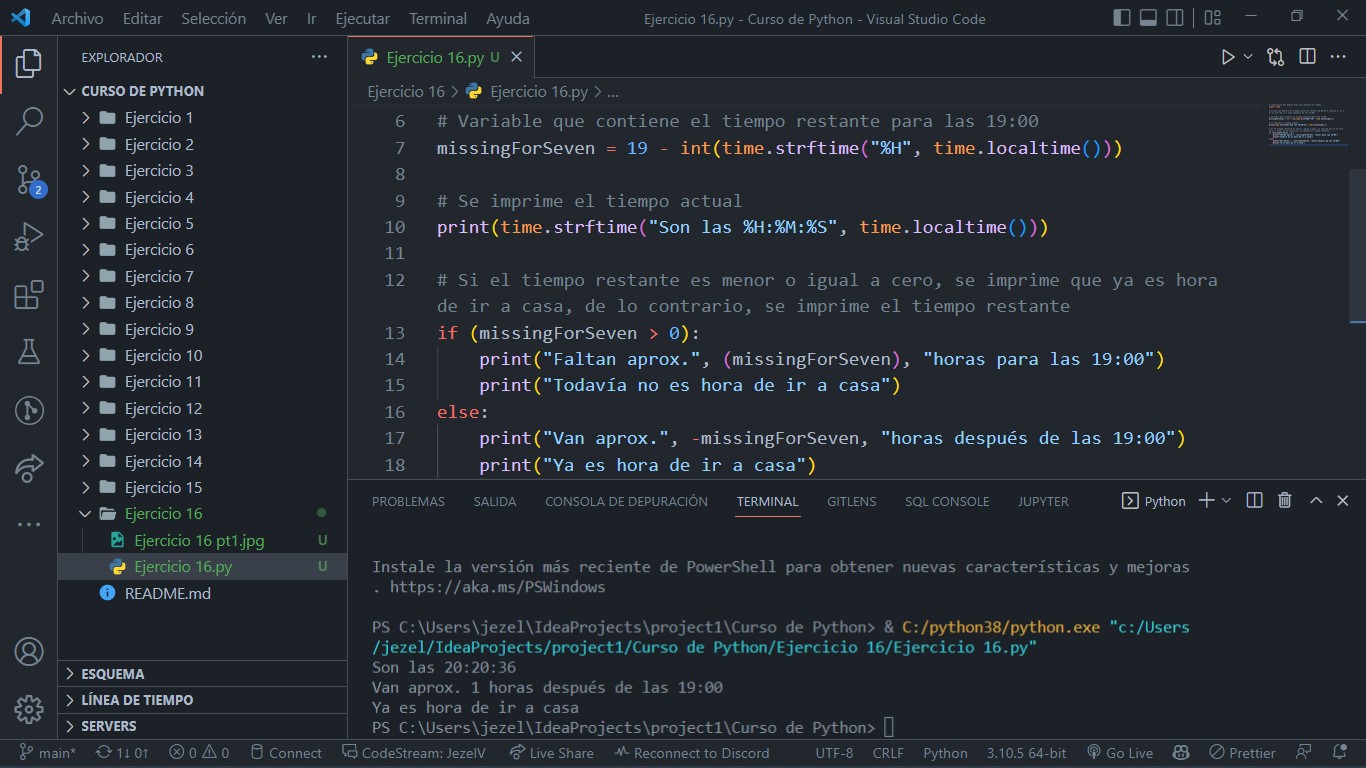 Archivo Editar Selección Ver Ir Ejecutar Terminal Ayuda Ejercicio 16.py - Curso de Python - Visual Studio Code
EXPLORADOR
CURSO DE PYTHON
Ejercicio 1
Ejercicio 2
Ejercicio 3
Ejercicio 4
Ejercicio 5
Ejercicio 6
Ejercicio 7
Ejercicio 8
Ejercicio 9
Ejercicio 10
Ejercicio 11
Ejercicio 12
Ejercicio 13
Ejercicio 14
Ejercicio 15
Ejercicio 16
Ejercicio 16 pt1.jpg U
Ejercicio 16.py U
README.md
ESQUEMA
LÍNEA DE TIEMPO
SERVERS
2
Ejercicio 16.py U
Ejercicio 16 > Ejercicio 16.py > ...
6 # Variable que contiene el tiempo restante para las 19:00
7 missingForSeven = 19 - int(time.strftime("%H", time.localtime()))
8
9 # Se imprime el tiempo actual
10 print(time.strftime("Son las %H:%M:%S", time.localtime()))
11
12 # Si el tiempo restante es menor o igual a cero, se imprime que ya es hora
de ir a casa, de lo contrario, se imprime el tiempo restante
13 if (missingForSeven > 0):
14 print("Faltan aprox.", (missingForSeven), "horas para las 19:00")
15 print("Todavía no es hora de ir a casa")
16 else:
17 print("Van aprox.", -missingForSeven, "horas después de las 19:00")
18 print("Ya es hora de ir a casa")
PROBLEMAS SALIDA CONSOLA DE DEPURACIÓN TERMINAL GITLENS SQL CONSOLE JUPYTER Python
Instale la versión más reciente de PowerShell para obtener nuevas características y mejoras
. https://aka.ms/PSWindows
PS C:\Users\jezel\IdeaProjects\project1\Curso de Python> & C:/python38/python.exe "c:/Users
/jezel/IdeaProjects/project1/Curso de Python/Ejercicio 16/Ejercicio 16.py"
Son las 20:20:36
Van aprox. 1 horas después de las 19:00
Ya es hora de ir a casa
PS C:\Users\jezel\IdeaProjects\project1\Curso de Python>
main* 1↓ 0↑ 0 0 Connect CodeStream: JezelV Live Share Reconnect to Discord UTF-8 CRLF Python 3.10.5 64-bit Go Live Prettier